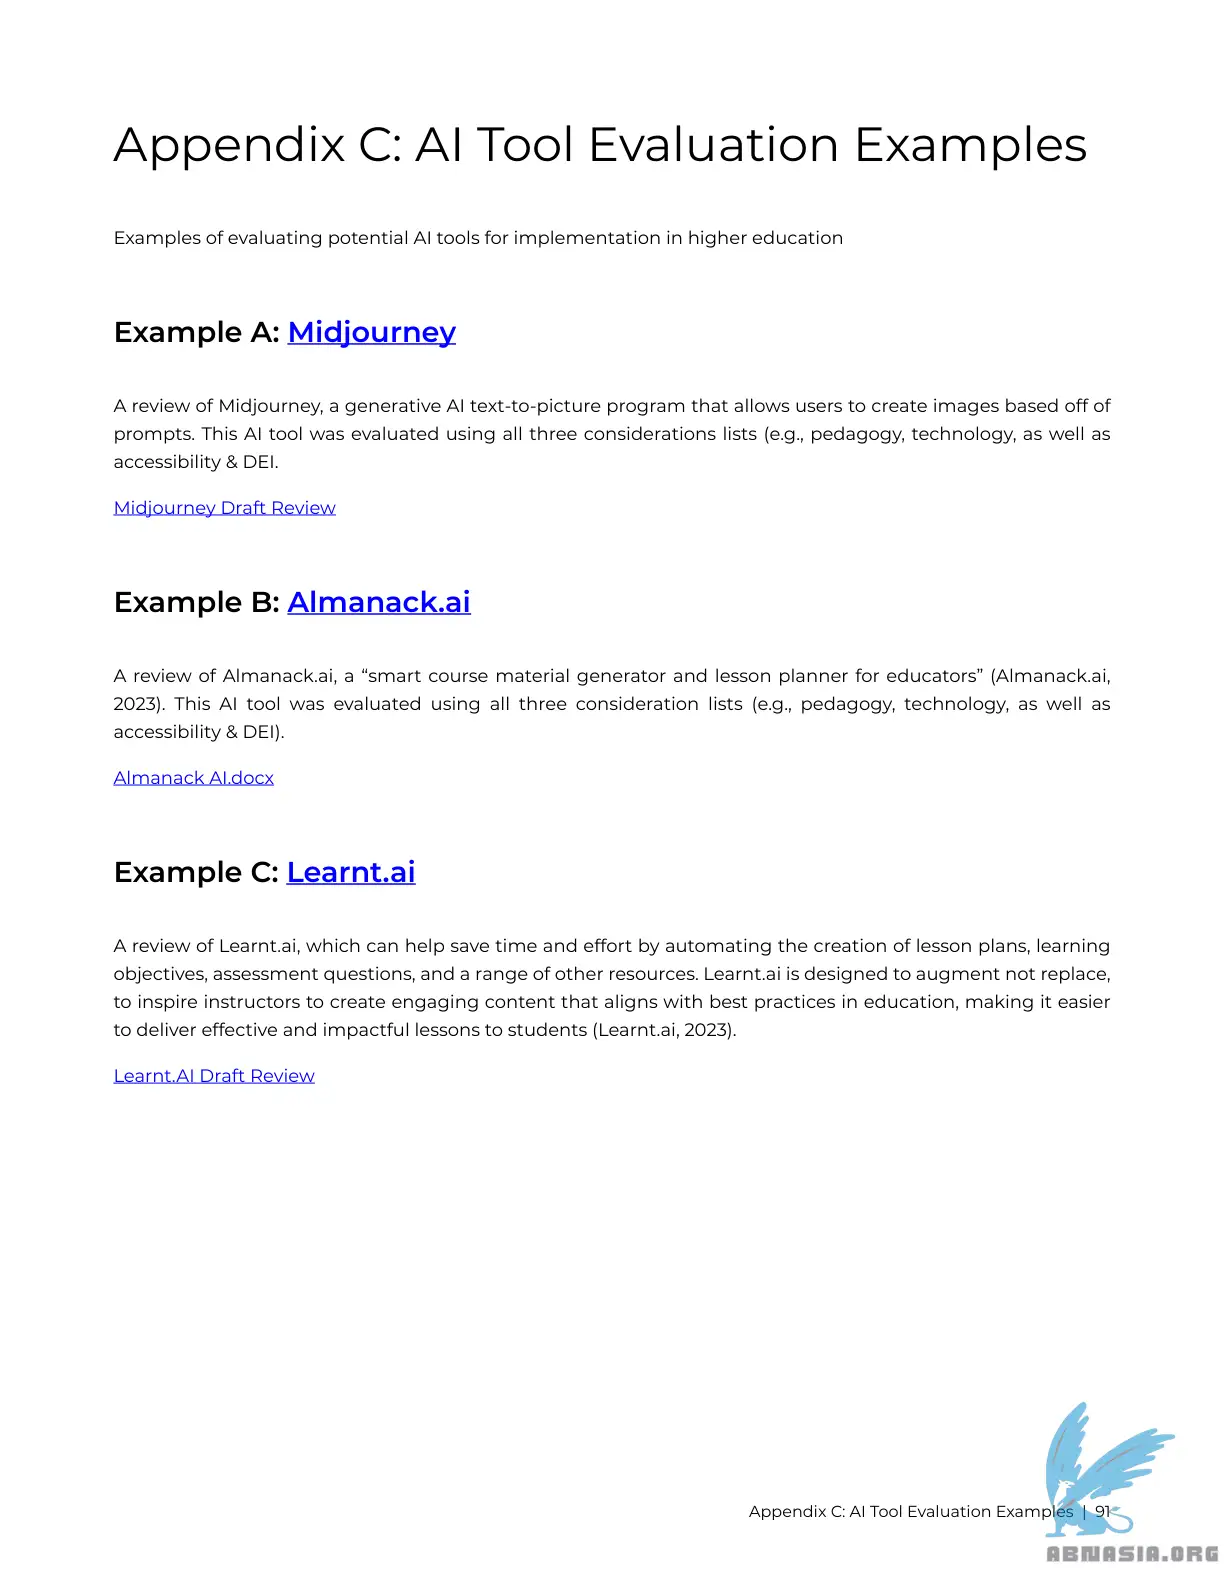 Appendix C: AI Tool Evaluation Examples
Examples of evaluating potential AI tools for implementation in higher education
Example A: Midjourney
A review of Midjourney, a generative AI text-to-picture program that allows users to create images based off of
prompts. This AI tool was evaluated using all three considerations lists (e.g., pedagogy, technology, as well as
accessibility & DEI.
Midjourney Draft Review
Example B: Almanack.ai
A review of Almanack.ai, a “smart course material generator and lesson planner for educators” (Almanack.ai,
2023). This AI tool was evaluated using all three consideration lists (e.g., pedagogy, technology, as well as
accessibility & DEI).
Almanack AI.docx
Example C: Learnt.ai
A review of Learnt.ai, which can help save time and effort by automating the creation of lesson plans, learning
objectives, assessment questions, and a range of other resources. Learnt.ai is designed to augment not replace,
to inspire instructors to create engaging content that aligns with best practices in education, making it easier
to deliver effective and impactful lessons to students (Learnt.ai, 2023).
Learnt.AI Draft Review
Appendix C: AI Tool Evaluation Examples | 91
ABNASIA.ORG